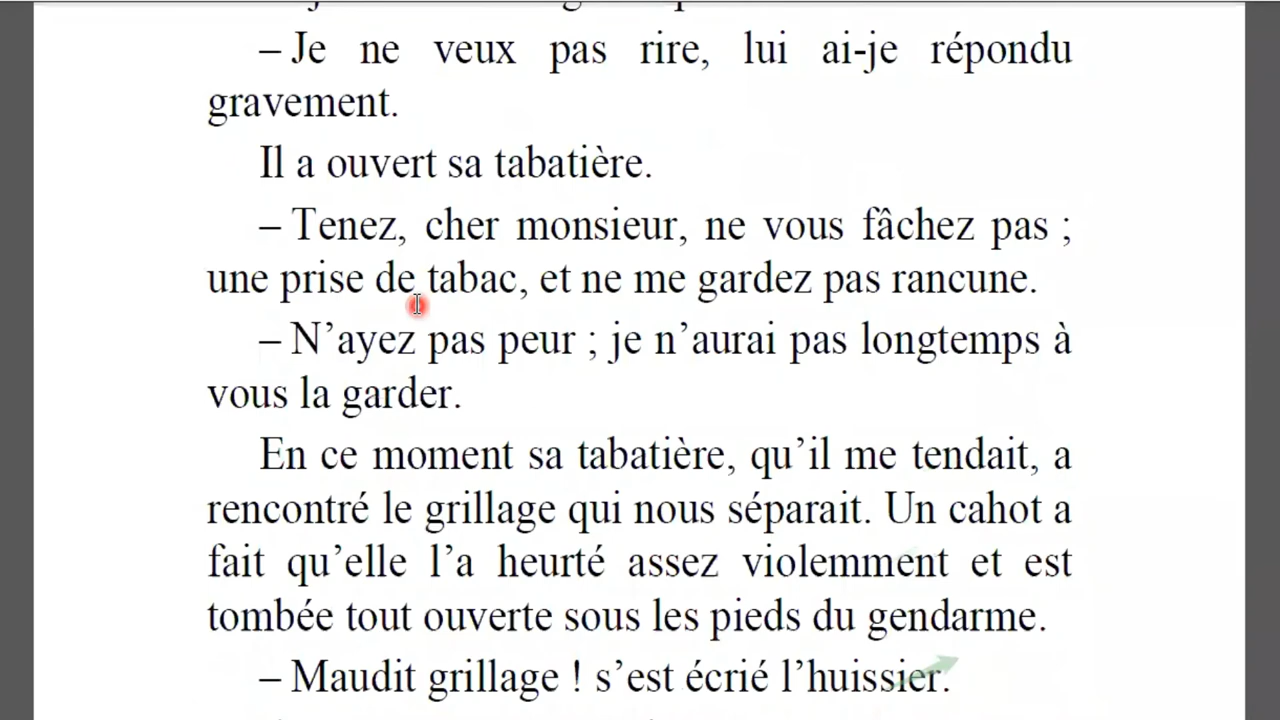 – Je ne veux pas rire, lui ai-je répondu
gravement.
Il a ouvert sa tabatière.
– Tenez, cher monsieur, ne vous fâchez pas ;
une prise de tabac, et ne me gardez pas rancune.
– N’ayez pas peur ; je n’aurai pas longtemps à
vous la garder.
En ce moment sa tabatière, qu’il me tendait, a
rencontré le grillage qui nous séparait. Un cahot a
fait qu’elle l’a heurté assez violemment et est
tombée tout ouverte sous les pieds du gendarme.
– Maudit grillage ! s’est écrié l’huissier.